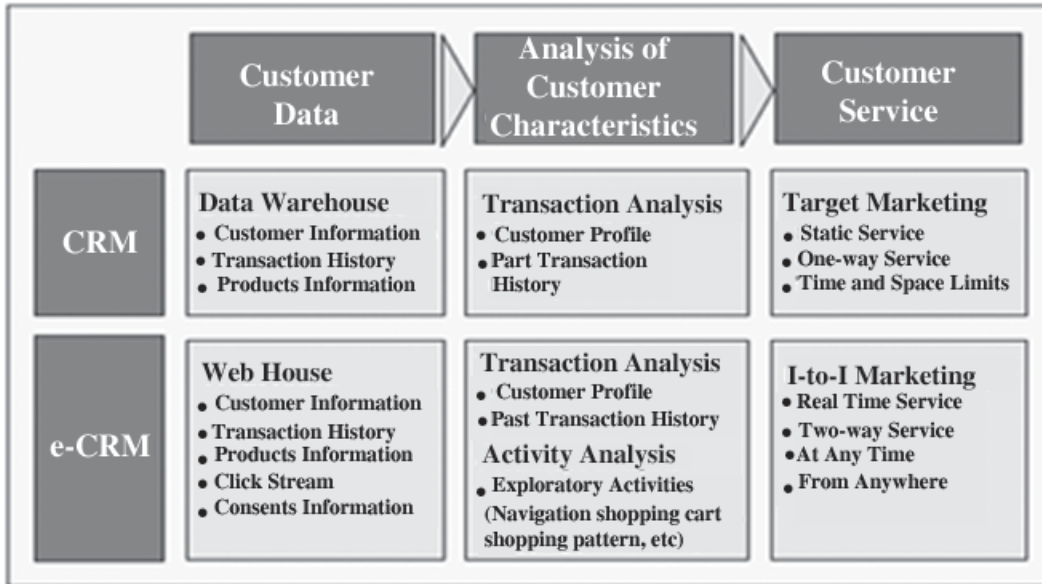 Customer
Data
Analysis of
Customer
Characteristics
Customer
Service
CRM
Data Warehouse
• Customer Information
• Transaction History
• Products Information
Transaction Analysis
• Customer Profile
• Part Transaction
History
Target Marketing
• Static Service
• One-way Service
• Time and Space Limits
e-CRM
Web House
• Customer Information
• Transaction History
• Products Information
• Click Stream
• Consents Information
Transaction Analysis
• Customer Profile
• Past Transaction History
Activity Analysis
• Exploratory Activities
(Navigation shopping cart
shopping pattern, etc)
I-to-I Marketing
• Real Time Service
• Two-way Service
• At Any Time
• From Anywhere